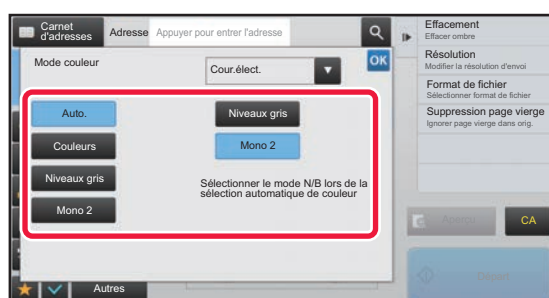 Carnet
d'adresses
Adresse
Appuyer pour entrer l'adresse
Mode couleur
Cour.élect.
OK
Auto.
Couleurs
Niveaux gris
Mono 2
Niveaux gris
Mono 2
Sélectionner le mode N/B lors de la
sélection automatique de couleur
Autres
Effacement
Effacer ombre
Résolution
Modifier la résolution d'envoi
Format de fichier
Sélectionner format de fichier
Suppression page vierge
Ignorer page vierge dans orig.
Aperçu
CA
Départ